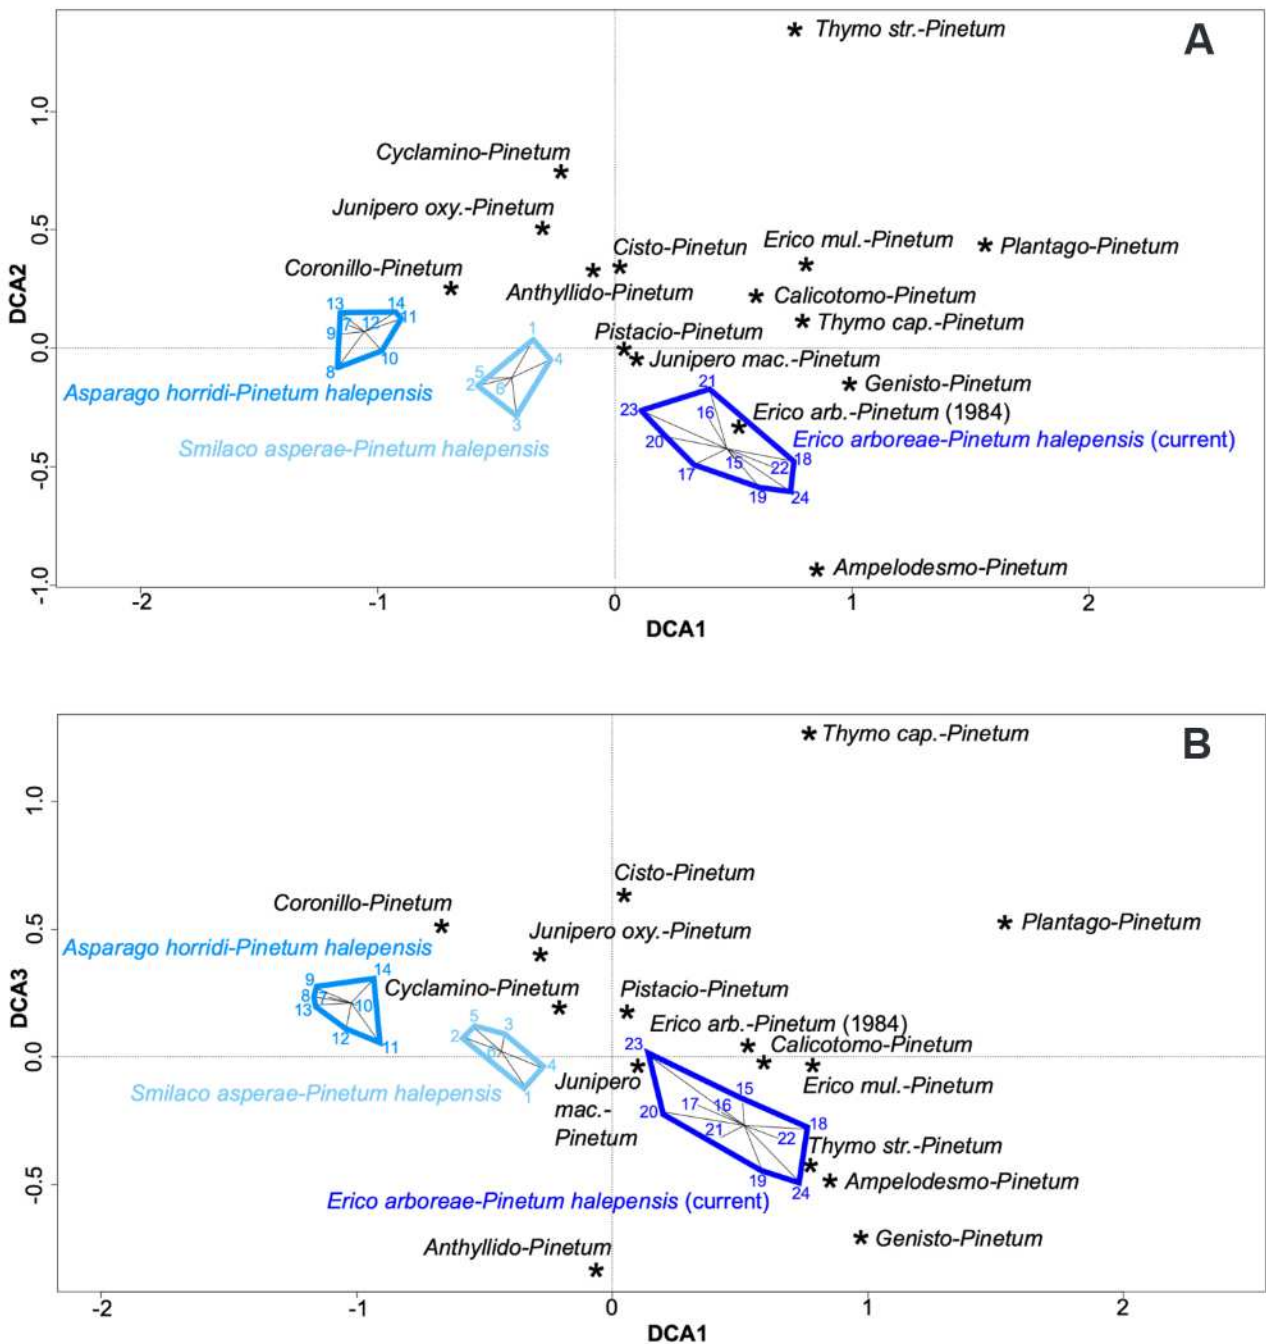 A
Thymo str.-Pinetum
1.0
Cyclamino-Pinetum
Junipero oxy.-Pinetum
0.5
Cisto-Pinetun
Erico mul.-Pinetum
Plantago-Pinetum
Coronillo-Pinetum
Anthyllido-Pinetum
Calicotomo-Pinetum
DCA2
13
14
7
12
11
9
10
8
Thymo cap.-Pinetum
Pistacio-Pinetum
0.0
1
5
4
2
6
3
Junipero mac.-Pinetum
Asparago horridi-Pinetum halepensis
Genisto-Pinetum
21
23
16
Erico arb.-Pinetum (1984)
Smilaco asperae-Pinetum halepensis
20
Erico arboreae-Pinetum halepensis (current)
15
18
17
22
-0.5
19
24
Ampelodesmo-Pinetum
-1.0
-2
-1
0
1
2
DCA1
B
Thymo cap.-Pinetum
1.0
Cisto-Pinetum
Coronillo-Pinetum
0.5
Junipero oxy.-Pinetum
Plantago-Pinetum
Asparago horridi-Pinetum halepensis
14
9
8
7
10
13
12
11
Cyclamino-Pinetum
Pistacio-Pinetum
DCA3
5
3
2
6
4
1
Erico arb.-Pinetum (1984)
23
Calicotomo-Pinetum
0.0
Erico mul.-Pinetum
Smilaco asperae-Pinetum halepensis
Junipero
mac.-
Pinetum
15
17
16
20
21
18
22
Thymo str.-Pinetum
19
24
-0.5
Ampelodesmo-Pinetum
Erico arboreae-Pinetum halepensis (current)
Genisto-Pinetum
Anthyllido-Pinetum
-2
-1
0
1
2
DCA1